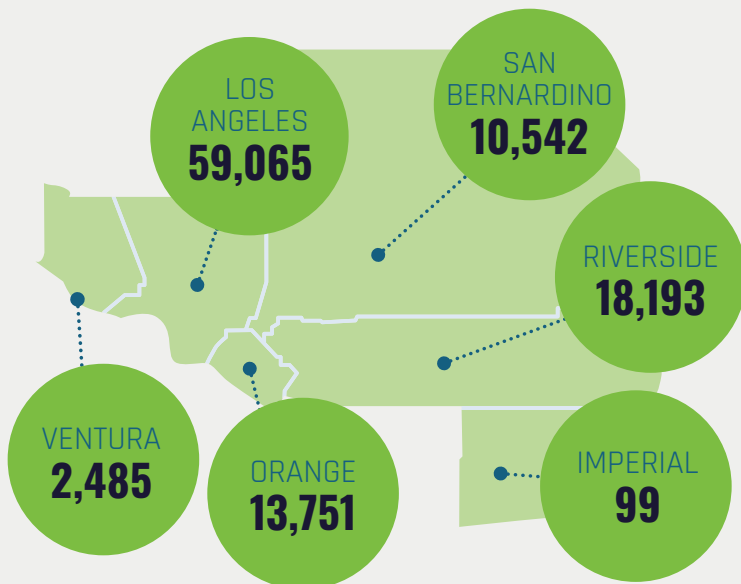 LOS
ANGELES
59,065
SAN
BERNARDINO
10,542
RIVERSIDE
18,193
VENTURA
2,485
ORANGE
13,751
IMPERIAL
99